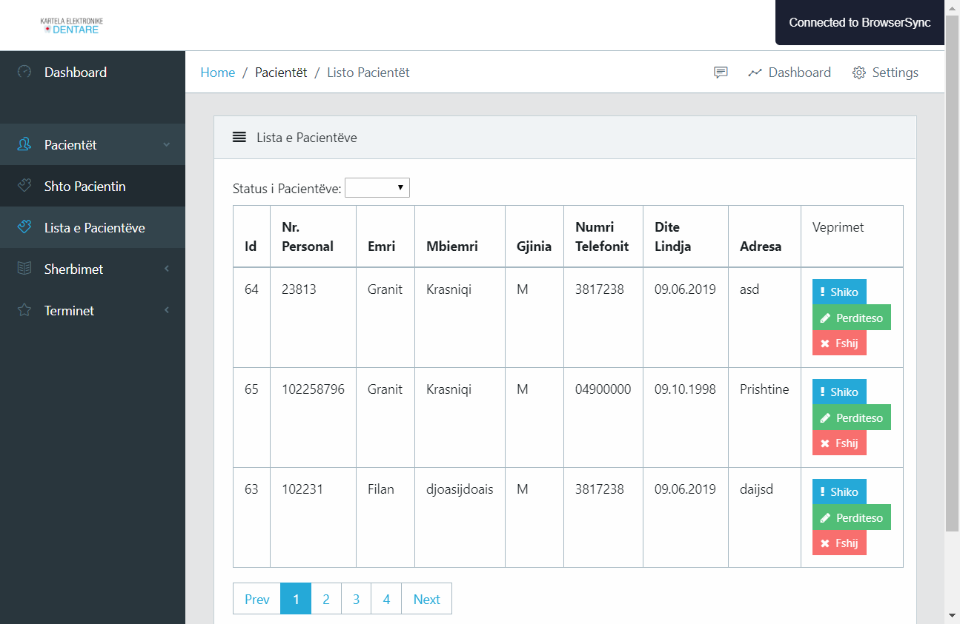 KARTELA ELEKTRONIKE
DENTARE
Connected to BrowserSync
Dashboard
Pacientët
Shto Pacientin
Lista e Pacientëve
Sherbimet
Terminet
Home / Pacientët / Listo Pacientët
Dashboard
Settings
Lista e Pacientëve
Status i Pacientëve:
Id Nr. Personal Emri Mbiemri Gjinia Numri Telefonit Dite Lindja Adresa Veprimet
64 23813 Granit Krasniqi M 3817238 09.06.2019 asd
Shiko
Perditeso
Fshij
65 102258796 Granit Krasniqi M 04900000 09.10.1998 Prishtine
Shiko
Perditeso
Fshij
63 102231 Filan djoasijdoais M 3817238 09.06.2019 daijsd
Shiko
Perditeso
Fshij
Prev 1 2 3 4 Next